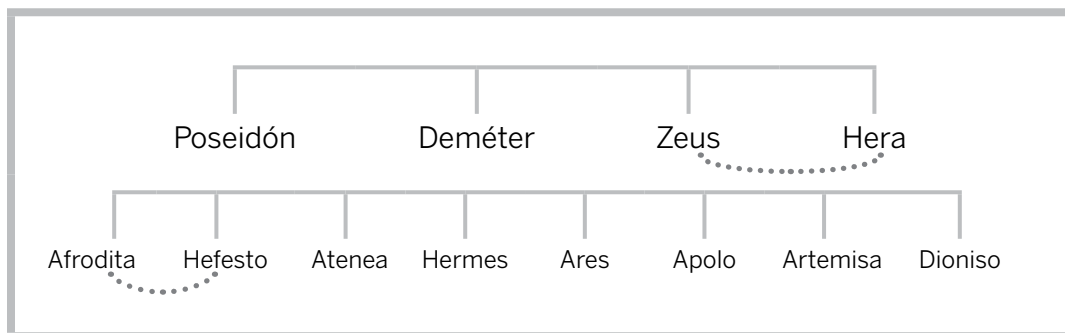 Poseidón Deméter Zeus Hera
Afrodita Hefesto Atenea Hermes Ares Apolo Artemisa Dioniso